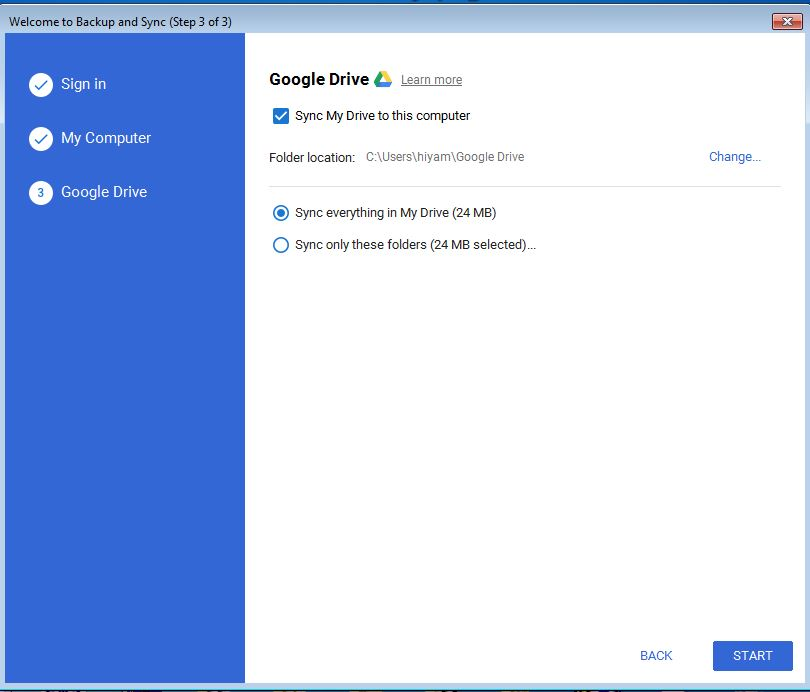 Welcome to Backup and Sync (Step 3 of 3)
Sign in
My Computer
3 Google Drive
Google Drive Learn more
Sync My Drive to this computer
Folder location: C:\Users\hiyam\Google Drive Change...
Sync everything in My Drive (24 MB)
Sync only these folders (24 MB selected)...
BACK START